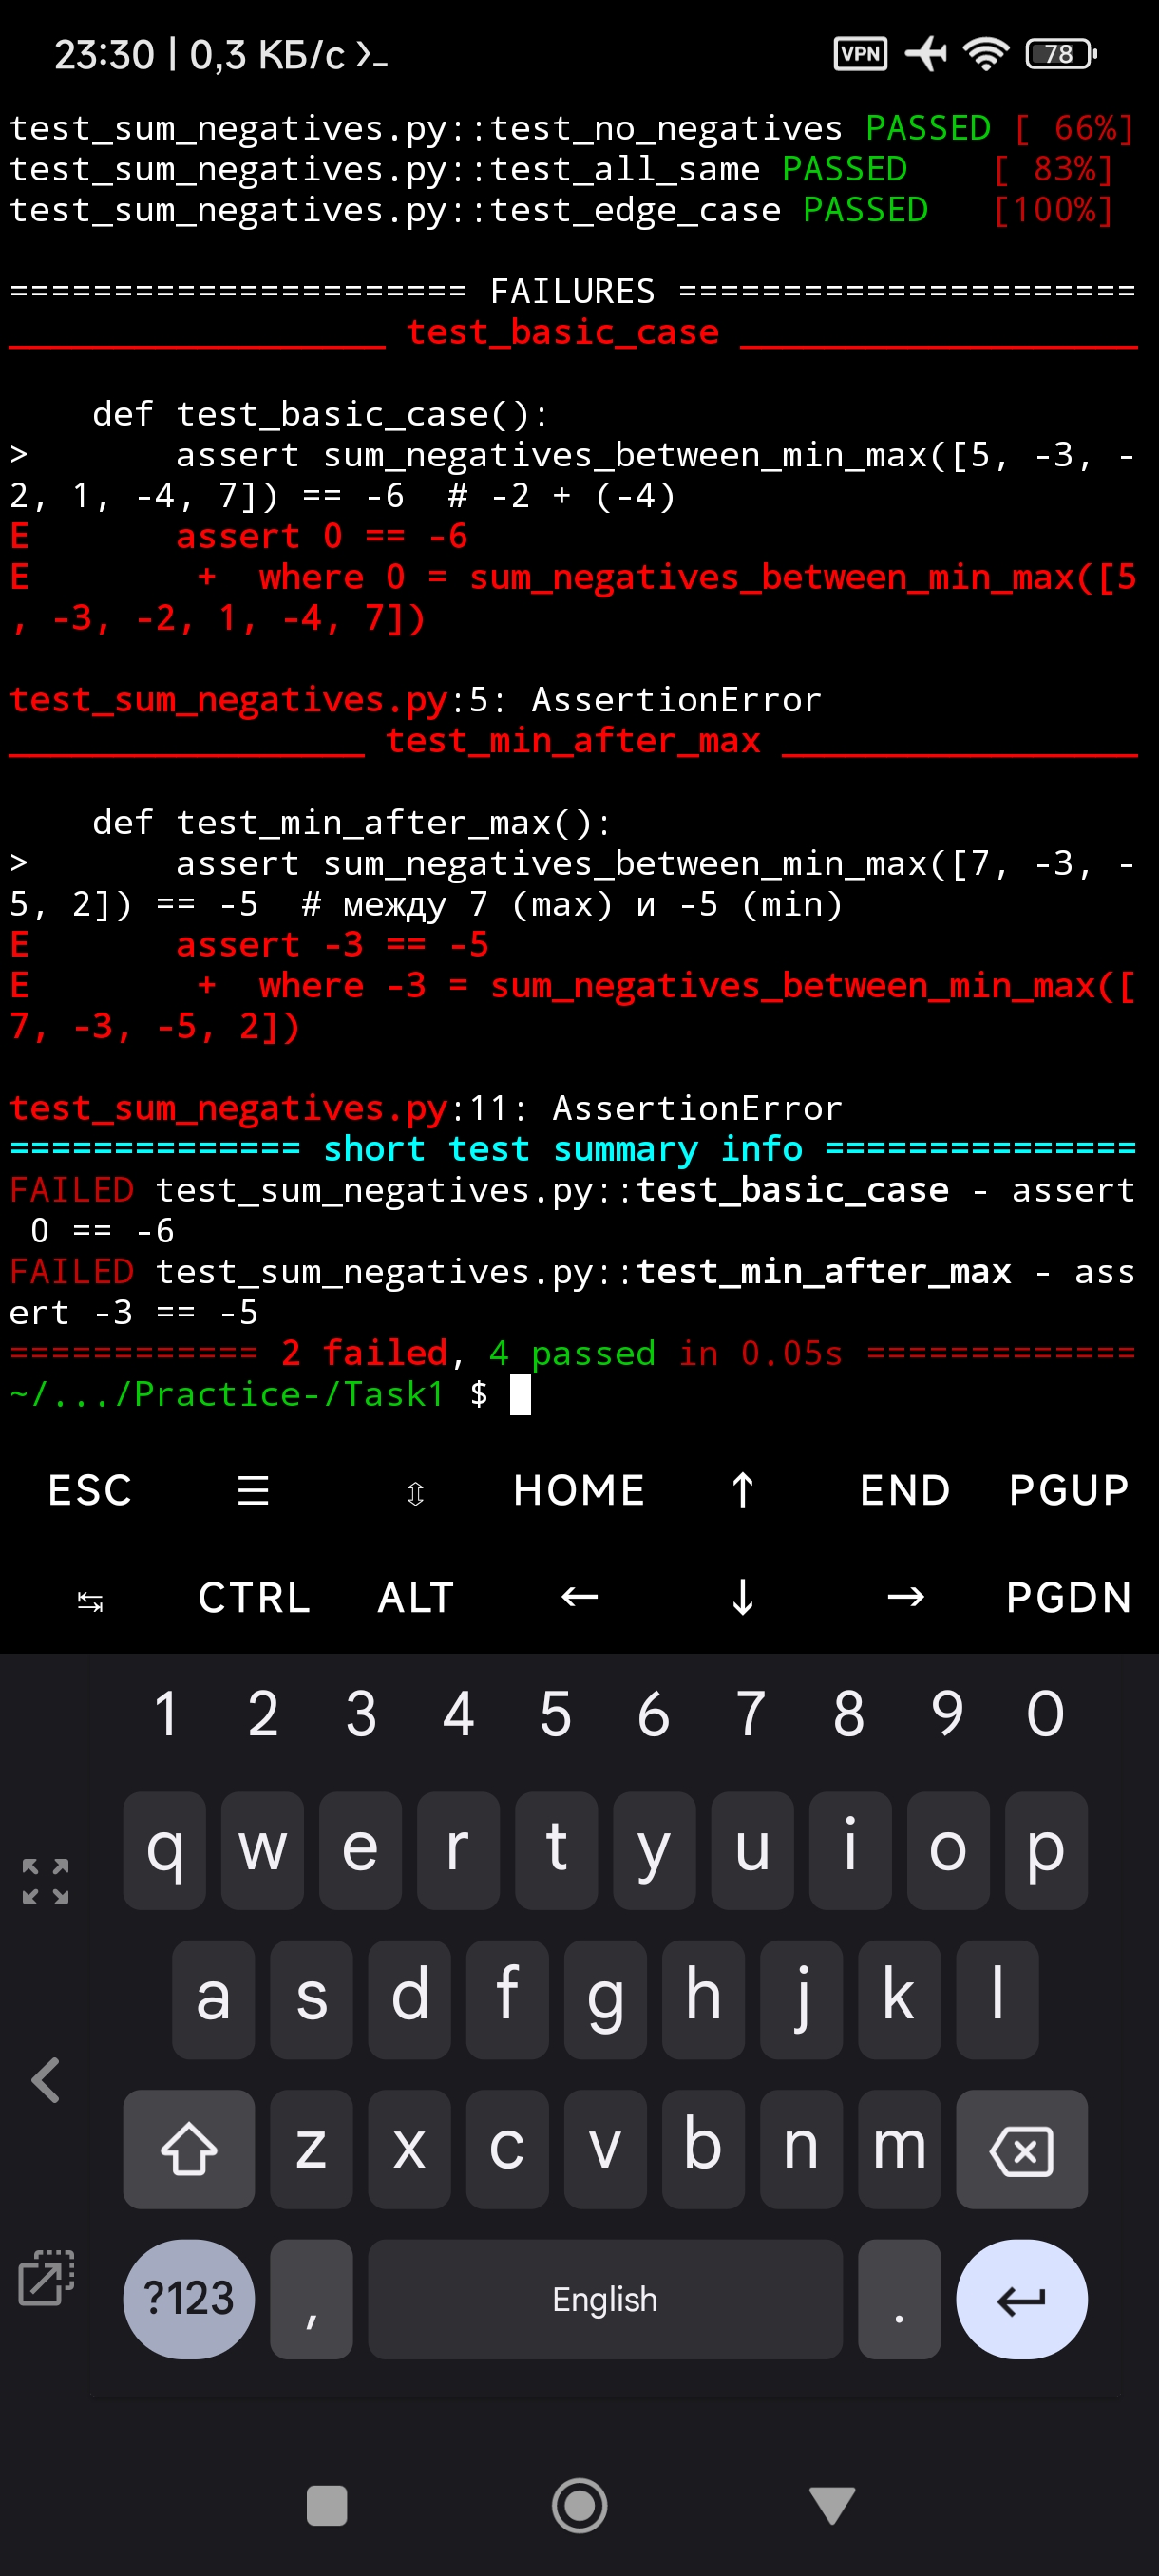 23:30 | 0,3 КБ/с
VPN
78
test_sum_negatives.py::test_no_negatives PASSED [ 66%]
test_sum_negatives.py::test_all_same PASSED    [ 83%]
test_sum_negatives.py::test_edge_case PASSED   [100%]
====================== FAILURES ======================
__________________ test_basic_case ___________________
    def test_basic_case():
>       assert sum_negatives_between_min_max([5, -3, -
2, 1, -4, 7]) == -6  # -2 + (-4)
E       assert 0 == -6
E        +  where 0 = sum_negatives_between_min_max([5
, -3, -2, 1, -4, 7])
test_sum_negatives.py:5: AssertionError
_________________ test_min_after_max _________________
    def test_min_after_max():
>       assert sum_negatives_between_min_max([7, -3, -
5, 2]) == -5  # между 7 (max) и -5 (min)
E       assert -3 == -5
E        +  where -3 = sum_negatives_between_min_max([
7, -3, -5, 2])
test_sum_negatives.py:11: AssertionError
============== short test summary info ===============
FAILED test_sum_negatives.py::test_basic_case - assert
 0 == -6
FAILED test_sum_negatives.py::test_min_after_max - ass
ert -3 == -5
============ 2 failed, 4 passed in 0.05s =============
~/.../Practice-/Task1 $
ESC ☰ ⇳ HOME ↑ END PGUP
↹ CTRL ALT ← ↓ → PGDN
1 2 3 4 5 6 7 8 9 0
q w e r t y u i o p
a s d f g h j k l
z x c v b n m
?123 , English .